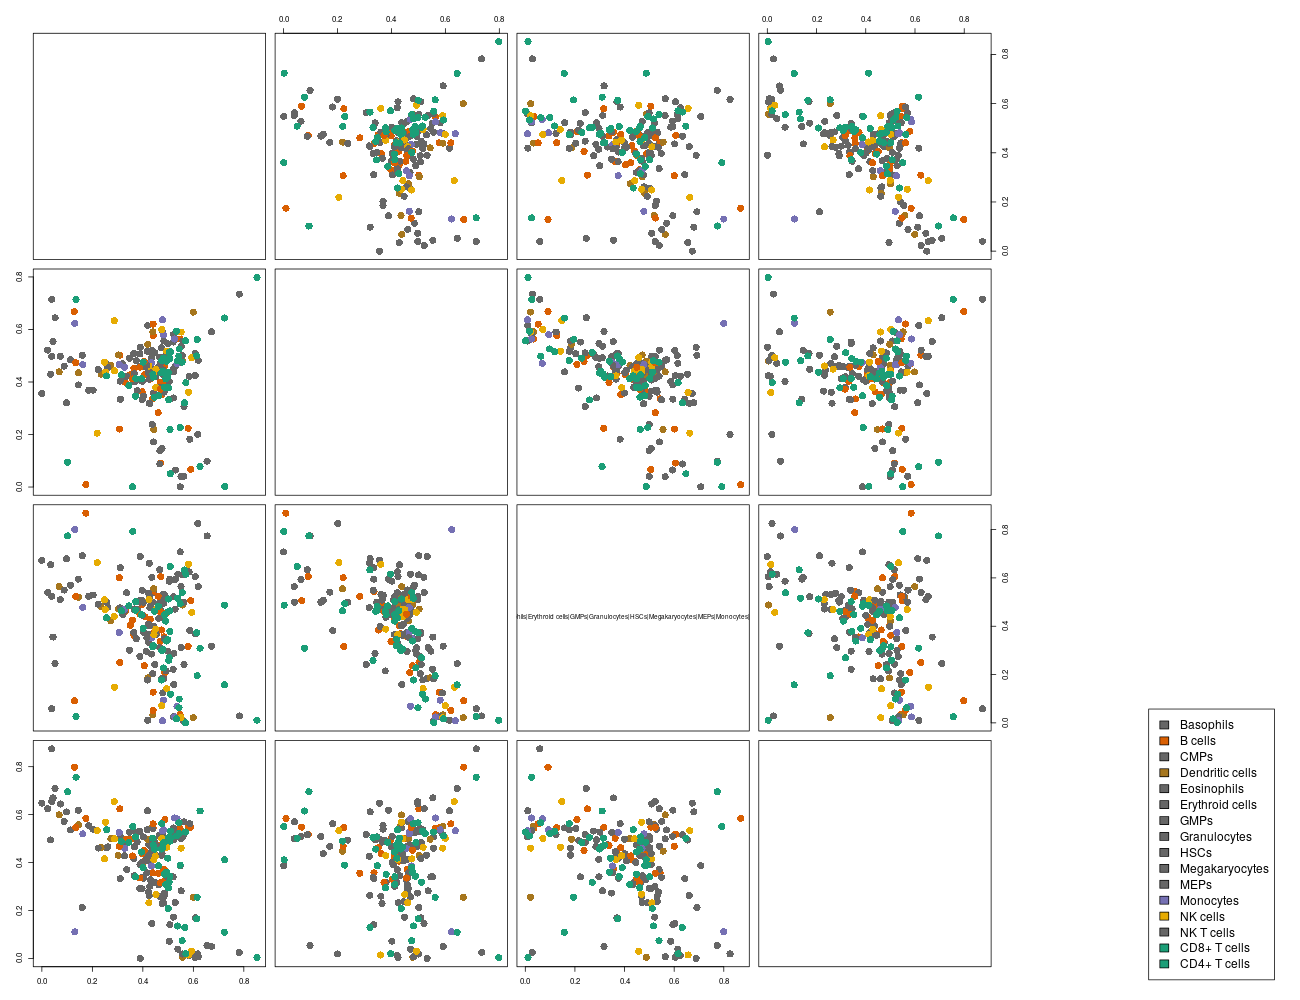 0.0 0.2 0.4 0.6 0.8
0.0 0.2 0.4 0.6 0.8
0.0 0.2 0.4 0.6 0.8
0.0 0.2 0.4 0.6 0.8
hils|Erythroid cells|GMPs|Granulocytes|HSCs|Megakaryocytes|MEPs|Monocytes|
0.0 0.2 0.4 0.6 0.8
0.0 0.2 0.4 0.6 0.8
0.0 0.2 0.4 0.6 0.8
0.0 0.2 0.4 0.6 0.8
Basophils
B cells
CMPs
Dendritic cells
Eosinophils
Erythroid cells
GMPs
Granulocytes
HSCs
Megakaryocytes
MEPs
Monocytes
NK cells
NK T cells
CD8+ T cells
CD4+ T cells